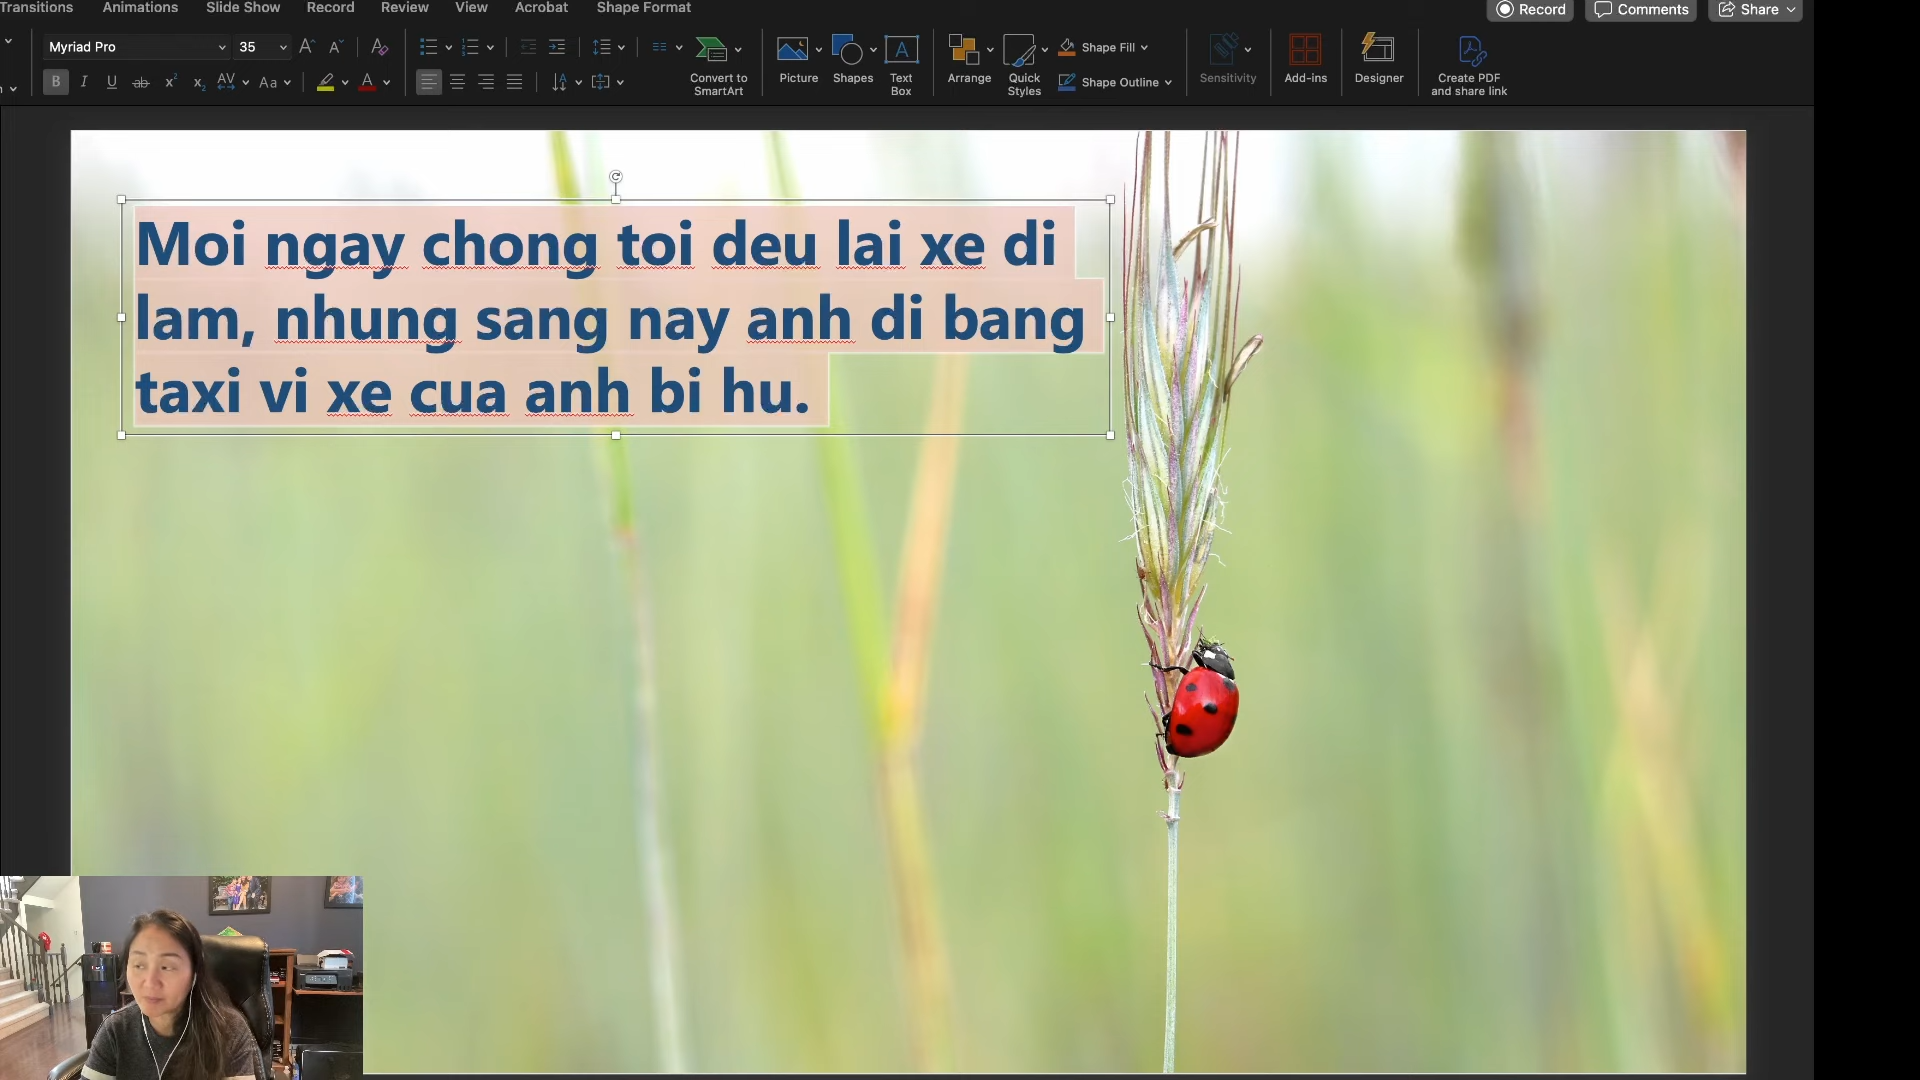 Transitions Animations Slide Show Record Review View Acrobat Shape Format
Record Comments Share
Myriad Pro 35
Convert to SmartArt
Picture Shapes Text Box
Arrange Quick Styles
Shape Fill
Shape Outline
Sensitivity Add-ins Designer
Create PDF and share link
Moi ngay chong toi deu lai xe di
lam, nhung sang nay anh di bang
taxi vi xe cua anh bi hu.